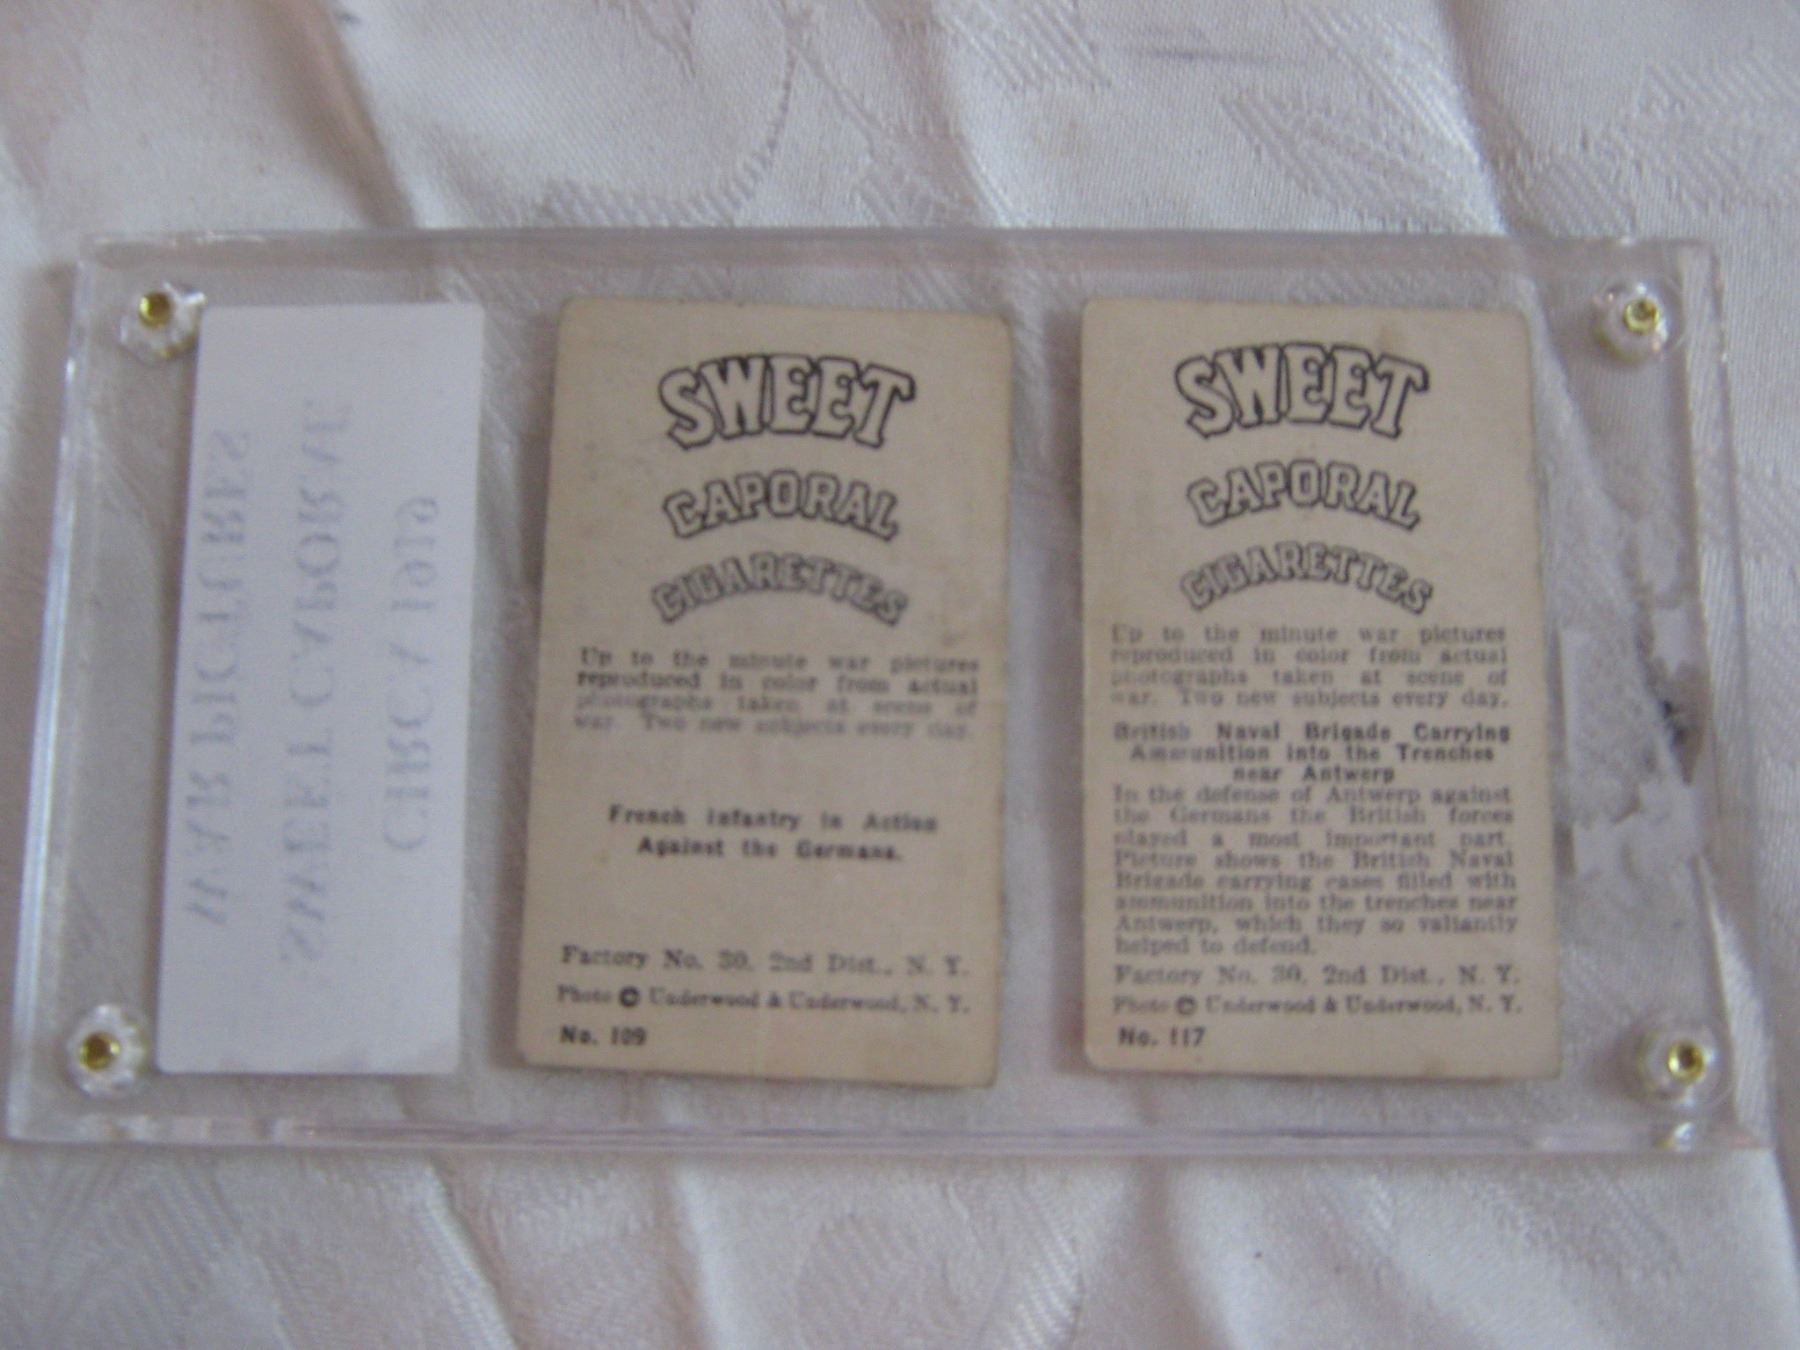 WAR PICTURES
SWEET CAPORAL
CIRCA 1919
SWEET
CAPORAL
CIGARETTES
Up to the minute war pictures
reproduced in color from actual
photographs taken at scene of
war. Two new subjects every day.
French Infantry in Action
Against the Germans.
Factory No. 30, 2nd Dist., N. Y.
Photo © Underwood & Underwood, N. Y.
No. 109
SWEET
CAPORAL
CIGARETTES
Up to the minute war pictures
reproduced in color from actual
photographs taken at scene of
war. Two new subjects every day.
British Naval Brigade Carrying
Ammunition into the Trenches
near Antwerp
In the defense of Antwerp against
the Germans the British forces
played a most important part.
Picture shows the British Naval
Brigade carrying cases filled with
ammunition into the trenches near
Antwerp, which they so valiantly
helped to defend.
Factory No. 30, 2nd Dist., N. Y.
Photo © Underwood & Underwood, N. Y.
No. 117